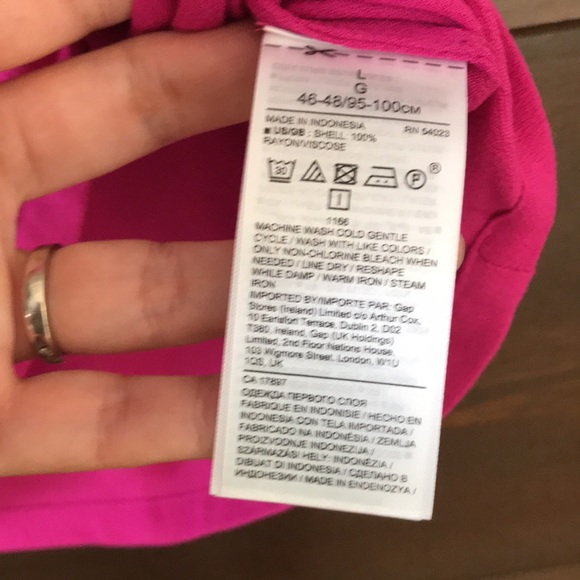 L
G
46-48/95-100CM
MADE IN INDONESIA RN 54023
■ US/GB : SHELL: 100%
RAYON/VISCOSE
30 P ®
1166
MACHINE WASH COLD GENTLE
CYCLE / WASH WITH LIKE COLORS /
ONLY NON-CHLORINE BLEACH WHEN
NEEDED / LINE DRY / RESHAPE
WHILE DAMP / WARM IRON / STEAM
IRON
IMPORTED BY/IMPORTE PAR: Gap
Stores (Ireland) Limited c/o Arthur Cox,
10 Earlsfort Terrace, Dublin 2, D02
T380, Ireland, Gap (UK Holdings)
Limited, 2nd Floor Nations House,
103 Wigmore Street, London, W1U
1QS, UK
CA 17897
ОДЕЖДА ПЕРВОГО СЛОЯ
FABRIQUE EN INDONISIE / HECHO EN
INDONESIA CON TELA IMPORTADA /
FABRICADO NA INDONÉSIA / ZEMLJA
PROIZVODNJE INDONEZIJA /
SZÁRMAZÁSI HELY: INDONÉZIA /
DIBUAT DI INDONESIA / СДЕЛАНО В
ИНДОНЕЗИИ / MADE IN ENDENOZYA /